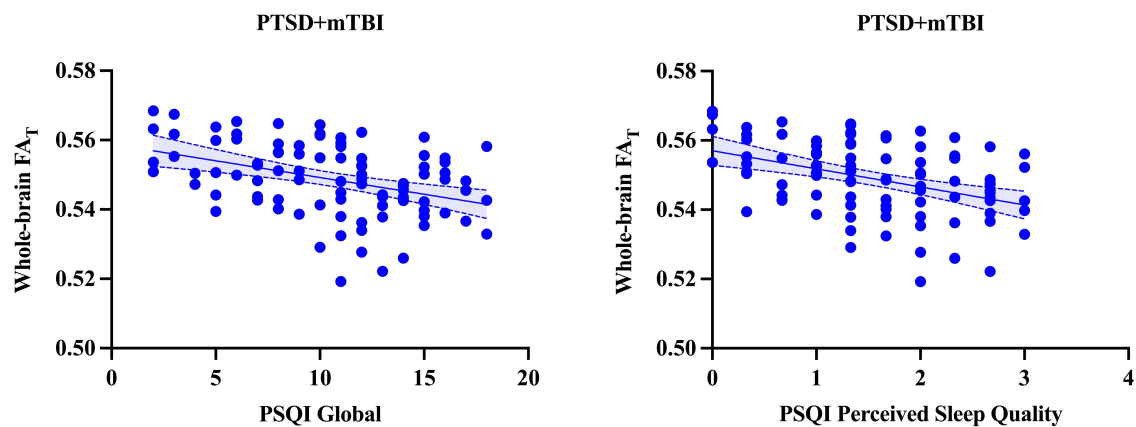 PTSD+mTBI
Whole-brain FA_T
0.58
0.56
0.54
0.52
0.50
0 5 10 15 20
PSQI Global
PTSD+mTBI
Whole-brain FA_T
0.58
0.56
0.54
0.52
0.50
0 1 2 3 4
PSQI Perceived Sleep Quality